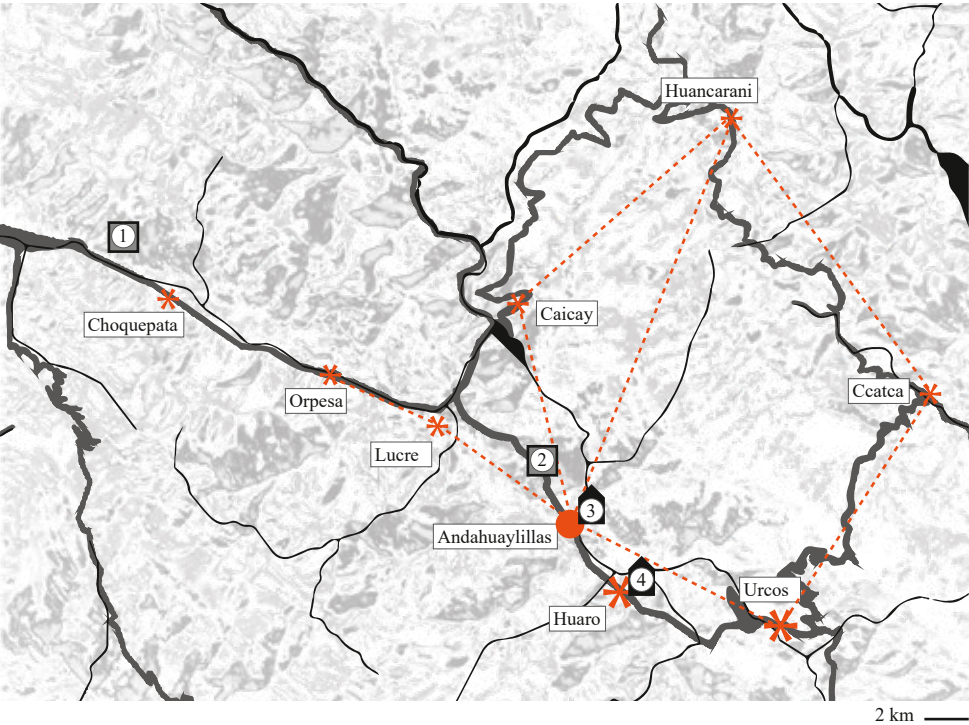 Huancarani
1
Choquepata
Caicay
Orpesa
Ccatca
Lucre
2
3
Andahuaylillas
4
Urcos
Huaro
2 km